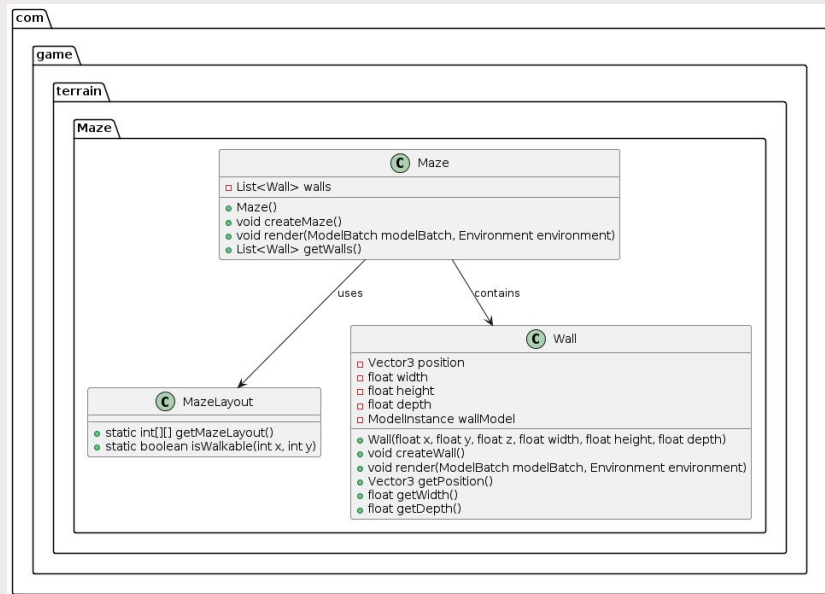 com
game
terrain
Maze
C Maze
List<Wall> walls
Maze()
void createMaze()
void render(ModelBatch modelBatch, Environment environment)
List<Wall> getWalls()
uses
contains
C MazeLayout
static int[][] getMazeLayout()
static boolean isWalkable(int x, int y)
C Wall
Vector3 position
float width
float height
float depth
ModelInstance wallModel
Wall(float x, float y, float z, float width, float height, float depth)
void createWall()
void render(ModelBatch modelBatch, Environment environment)
Vector3 getPosition()
float getWidth()
float getDepth()